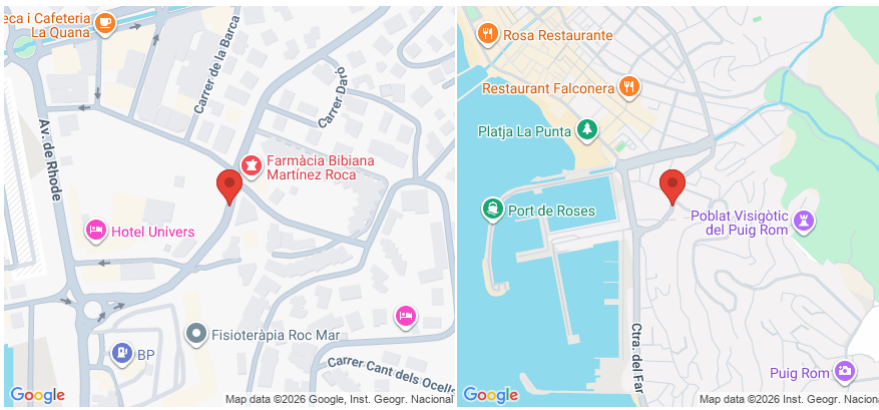 eca i Cafeteria
La Quana
Carrer de la Barca
Carrer Daró
Av. de Rhode
Farmàcia Bibiana
Martínez Roca
Hotel Univers
Fisioteràpia Roc Mar
BP
Carrer Cant dels Ocells
Google
Map data ©2026 Google, Inst. Geogr. Nacional
Rosa Restaurante
Restaurant Falconera
Platja La Punta
Port de Roses
Poblat Visigòtic
del Puig Rom
Ctra. del Far
Puig Rom
Google
Map data ©2026 Google, Inst. Geogr. Nacional